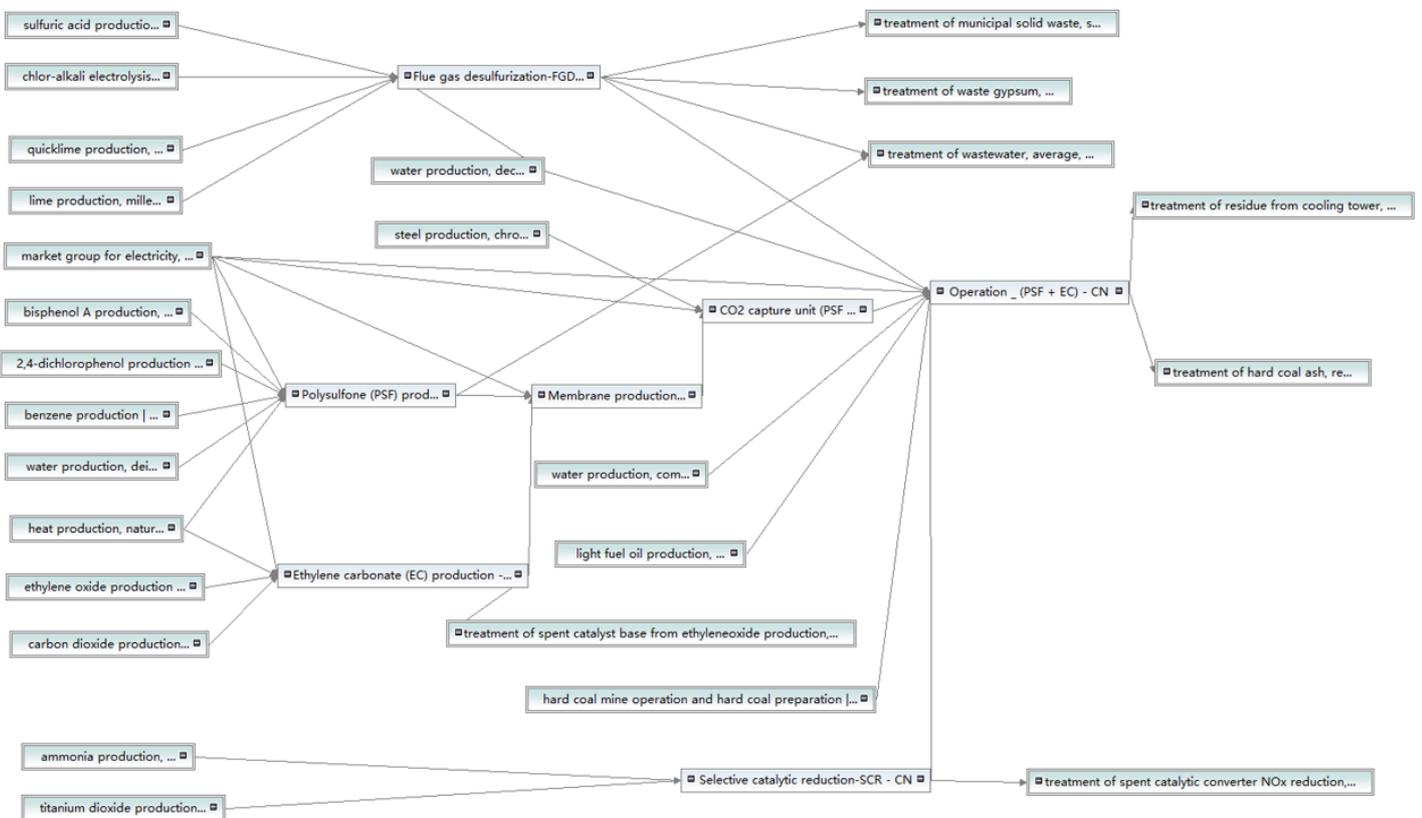 sulfuric acid productio...
treatment of municipal solid waste, s...
chlor-alkali electrolysis...
Flue gas desulfurization-FGD...
treatment of waste gypsum, ...
quicklime production, ...
treatment of wastewater, average, ...
water production, dec...
lime production, mille...
treatment of residue from cooling tower, ...
steel production, chro...
market group for electricity, ...
Operation _ (PSF + EC) - CN
bisphenol A production, ...
CO2 capture unit (PSF ...
2,4-dichlorophenol production ...
treatment of hard coal ash, re...
Polysulfone (PSF) prod...
Membrane production...
benzene production | ...
water production, dei...
water production, com...
heat production, natur...
light fuel oil production, ...
Ethylene carbonate (EC) production -...
ethylene oxide production ...
treatment of spent catalyst base from ethyleneoxide production,...
carbon dioxide production...
hard coal mine operation and hard coal preparation |...
ammonia production, ...
Selective catalytic reduction-SCR - CN
treatment of spent catalytic converter NOx reduction,...
titanium dioxide production...